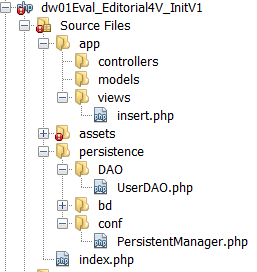 dw01Eval_Editorial4V_InitV1
Source Files
app
controllers
models
views
insert.php
assets
persistence
DAO
UserDAO.php
bd
conf
PersistentManager.php
index.php